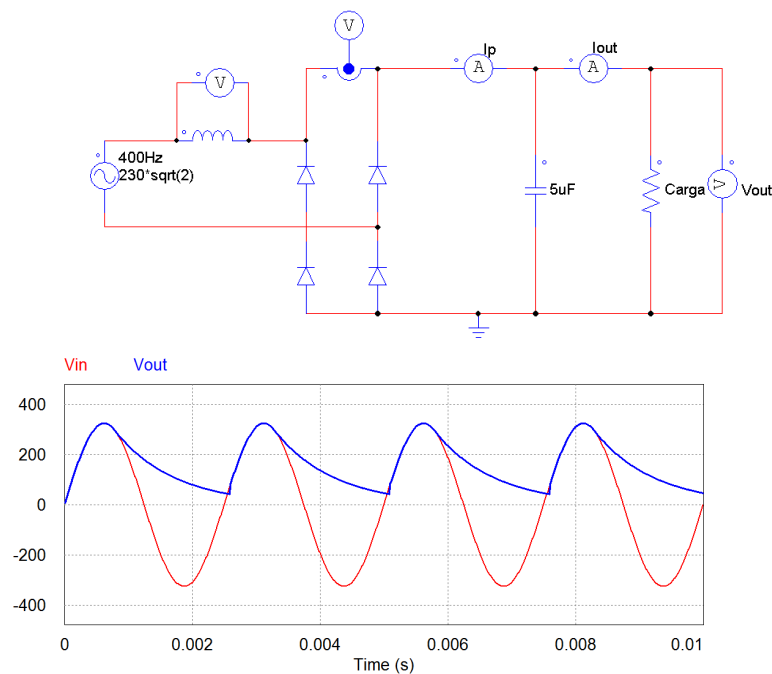 V
Ip
Iout
V
A
A
400Hz
230*sqrt(2)
5uF
Carga
V
Vout
Vin
Vout
400
200
0
-200
-400
0
0.002
0.004
0.006
0.008
0.01
Time (s)